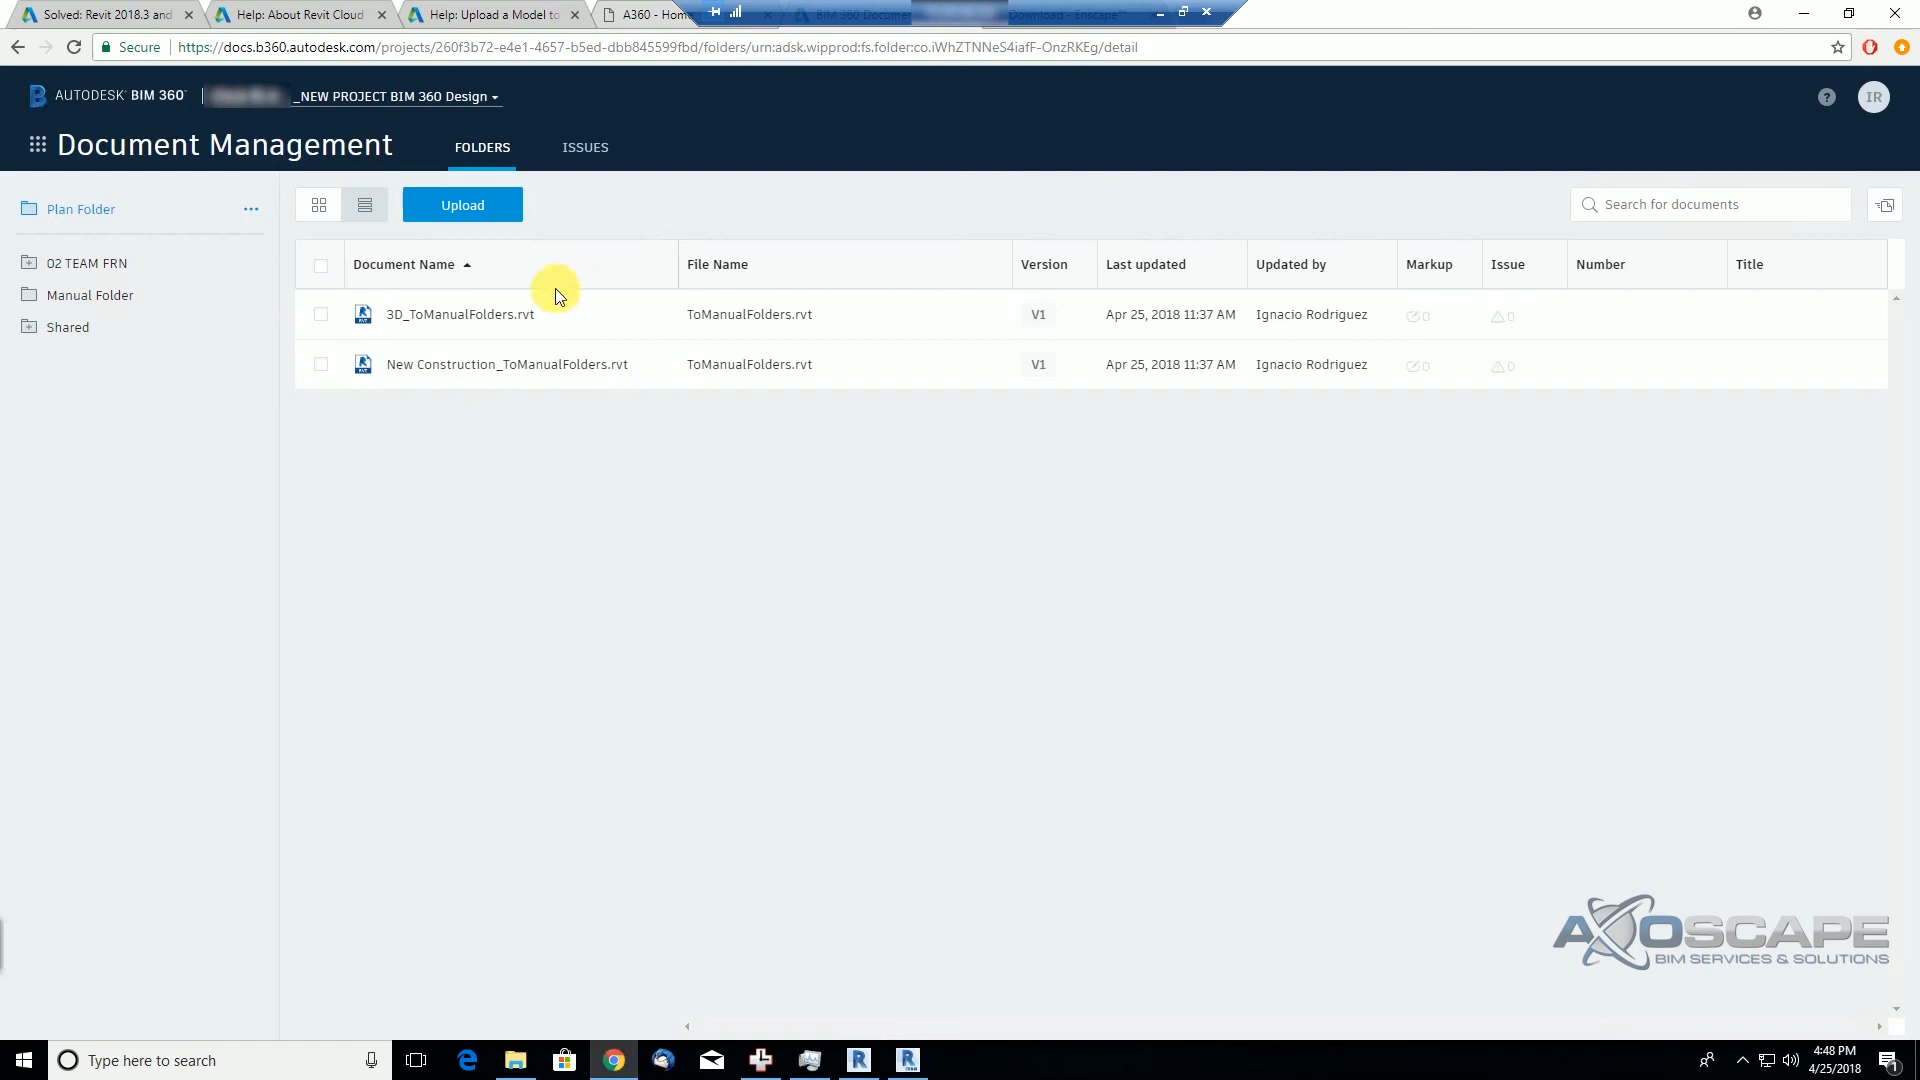 Solved: Revit 2018.3 and
Help: About Revit Cloud
Help: Upload a Model to
A360 - Home
BIM 360 Docume
Download - Enscape™
Secure
https://docs.b360.autodesk.com/projects/260f3b72-e4e1-4657-b5ed-dbb845599fbd/folders/urn:adsk.wipprod:fs.folder:co.iWhZTNNeS4iafF-OnzRKEg/detail
AUTODESK® BIM 360™
_NEW PROJECT BIM 360 Design
?
IR
Document Management
FOLDERS
ISSUES
Plan Folder
02 TEAM FRN
Manual Folder
Shared
Upload
Search for documents
Document Name
File Name
Version
Last updated
Updated by
Markup
Issue
Number
Title
3D_ToManualFolders.rvt
ToManualFolders.rvt
V1
Apr 25, 2018 11:37 AM
Ignacio Rodriguez
0
0
New Construction_ToManualFolders.rvt
ToManualFolders.rvt
V1
Apr 25, 2018 11:37 AM
Ignacio Rodriguez
0
0
AXOSCAPE
BIM SERVICES & SOLUTIONS
Type here to search
4:48 PM
4/25/2018
1